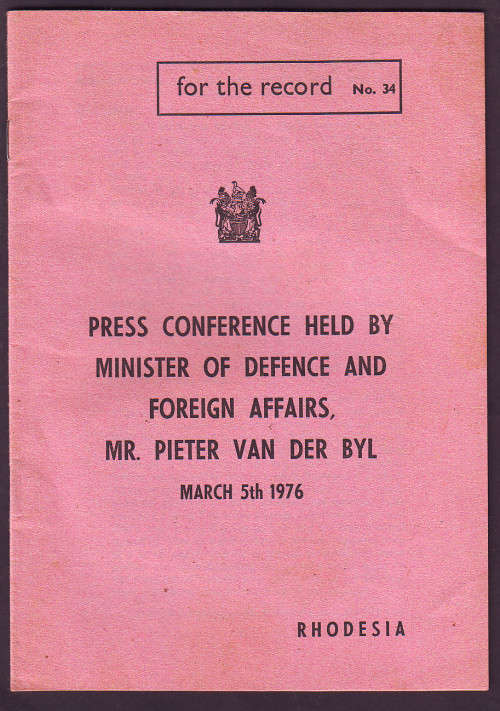 for the record No. 34
PRESS CONFERENCE HELD BY
MINISTER OF DEFENCE AND
FOREIGN AFFAIRS,
MR. PIETER VAN DER BYL
MARCH 5th 1976
RHODESIA